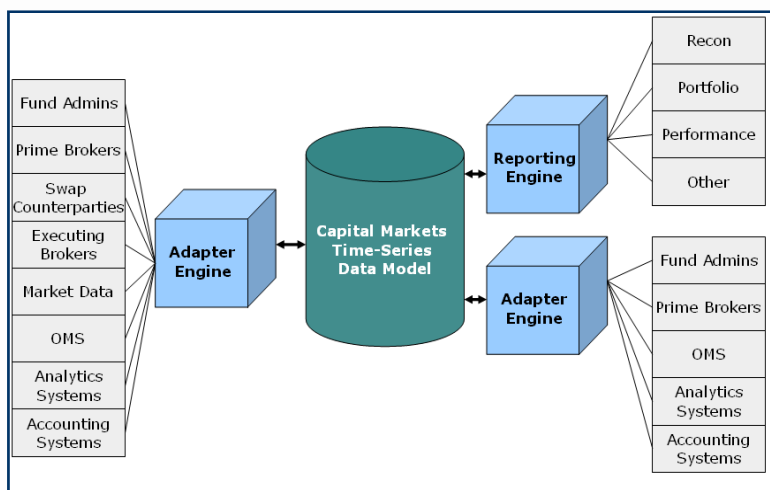 Fund Admins
Prime Brokers
Swap
Counterparties
Executing
Brokers
Market Data
OMS
Analytics
Systems
Accounting
Systems
Adapter
Engine
Capital Markets
Time-Series
Data Model
Reporting
Engine
Adapter
Engine
Recon
Portfolio
Performance
Other
Fund Admins
Prime Brokers
OMS
Analytics
Systems
Accounting
Systems